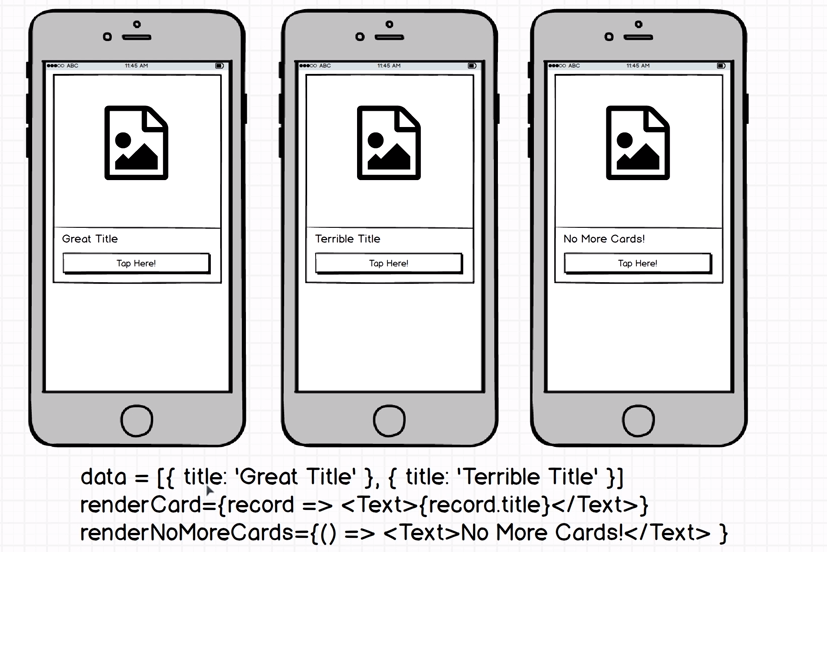 ABC 11:45 AM
Great Title
Tap Here!
ABC 11:45 AM
Terrible Title
Tap Here!
ABC 11:45 AM
No More Cards!
Tap Here!
data = [{ title: 'Great Title' }, { title: 'Terrible Title' }]
renderCard={record => <Text>{record.title}</Text>}
renderNoMoreCards={() => <Text>No More Cards!</Text> }